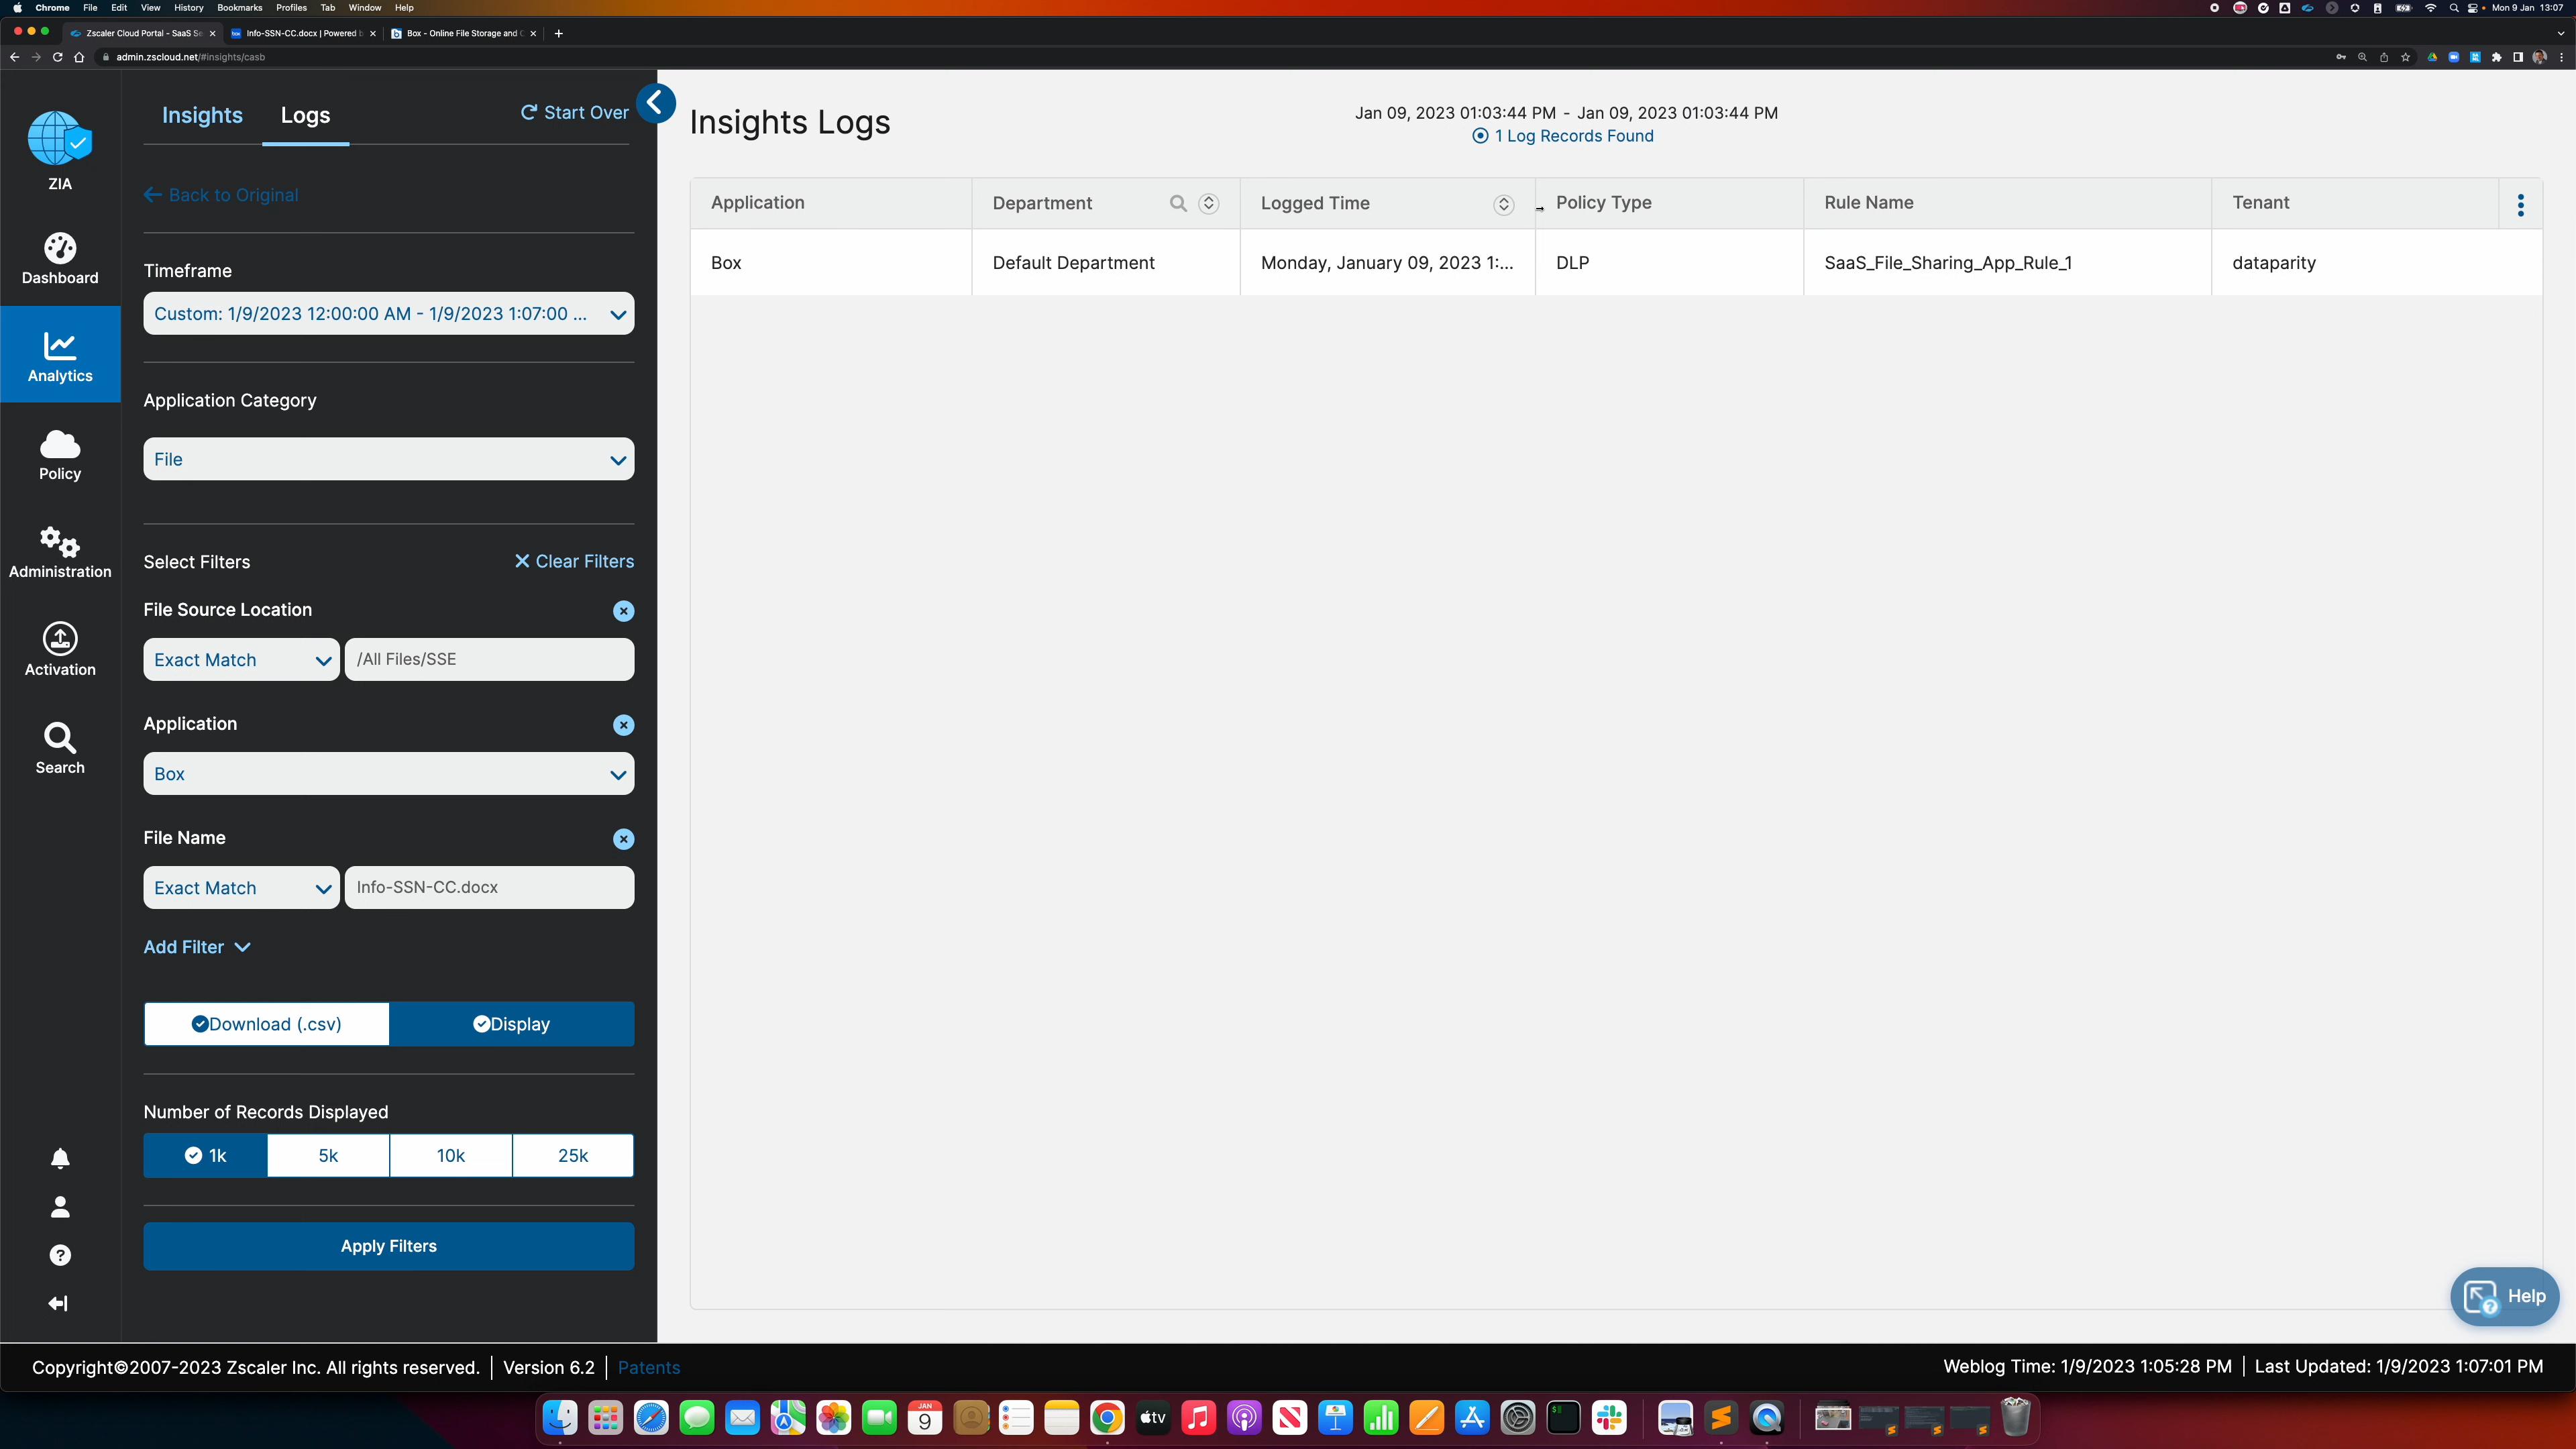 Chrome File Edit View History Bookmarks Profiles Tab Window Help
Mon 9 Jan 13:07
Zscaler Cloud Portal - SaaS Se
Info-SSN-CC.docx | Powered b
Box - Online File Storage and C
admin.zscloud.net/#insights/casb
ZIA
Dashboard
Analytics
Policy
Administration
Activation
Search
Insights
Logs
Start Over
Back to Original
Timeframe
Custom: 1/9/2023 12:00:00 AM - 1/9/2023 1:07:00 ...
Application Category
File
Select Filters
Clear Filters
File Source Location
Exact Match
/All Files/SSE
Application
Box
File Name
Exact Match
Info-SSN-CC.docx
Add Filter
Download (.csv)
Display
Number of Records Displayed
1k 5k 10k 25k
Apply Filters
Insights Logs
Jan 09, 2023 01:03:44 PM - Jan 09, 2023 01:03:44 PM
1 Log Records Found
Application Department Logged Time Policy Type Rule Name Tenant
Box Default Department Monday, January 09, 2023 1:... DLP SaaS_File_Sharing_App_Rule_1 dataparity
Help
Copyright©2007-2023 Zscaler Inc. All rights reserved. | Version 6.2 | Patents
Weblog Time: 1/9/2023 1:05:28 PM | Last Updated: 1/9/2023 1:07:01 PM
JAN
9
tv